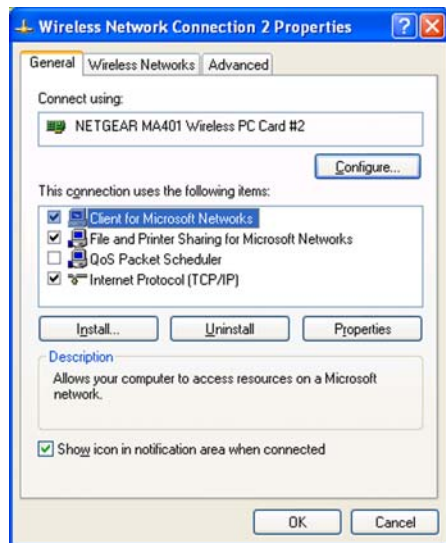 Wireless Network Connection 2 Properties
General Wireless Networks Advanced
Connect using:
NETGEAR MA401 Wireless PC Card #2
Configure...
This connection uses the following items:
Client for Microsoft Networks
File and Printer Sharing for Microsoft Networks
QoS Packet Scheduler
Internet Protocol (TCP/IP)
Install... Uninstall Properties
Description
Allows your computer to access resources on a Microsoft
network.
Show icon in notification area when connected
OK Cancel